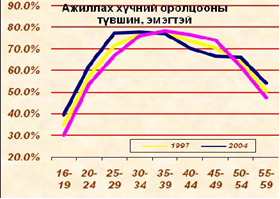 Ажиллах хүчний оролцооны
түвшин, эмэгтэй
90.0%
80.0%
70.0%
60.0%
50.0%
40.0%
30.0%
20.0%
1997 2004
16- 20- 25- 30- 35- 40- 45- 50- 55-
19 24 29 34 39 44 49 54 59